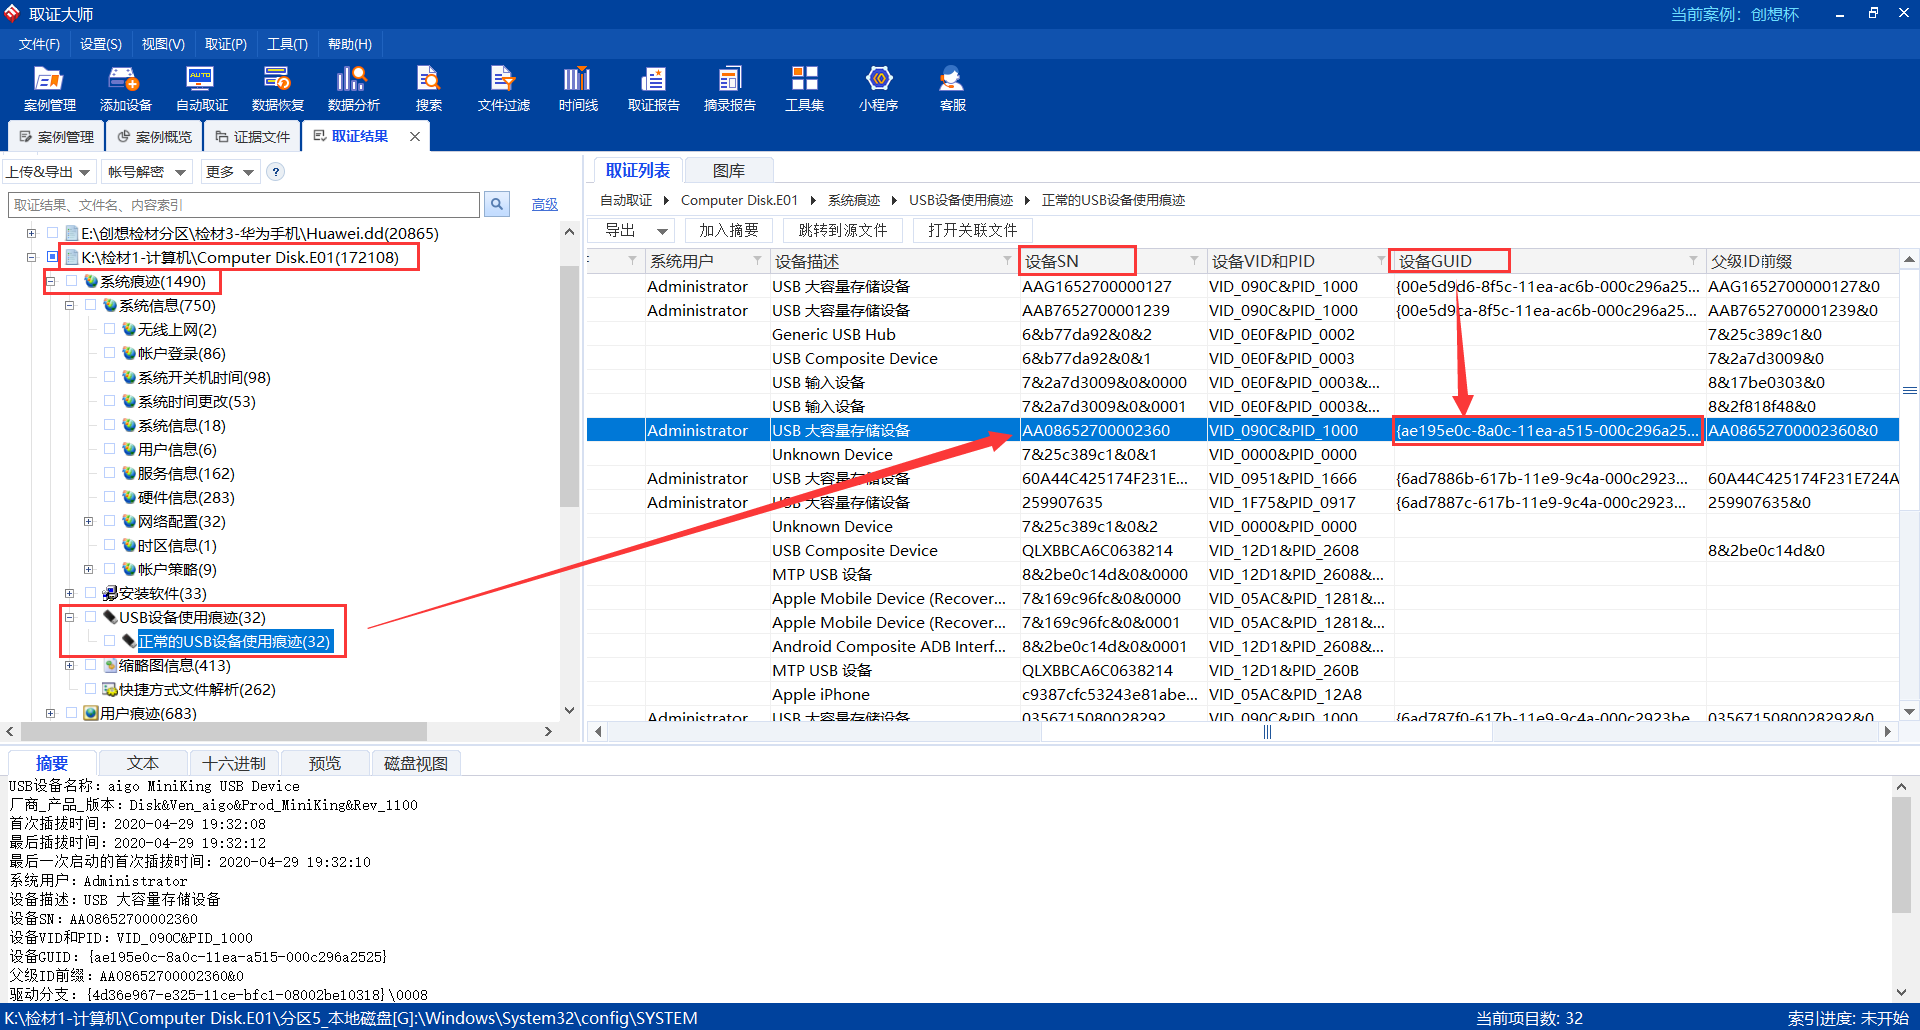 取证大师
当前案例：创想杯
文件(F) 设置(S) 视图(V) 取证(P) 工具(T) 帮助(H)
案例管理 添加设备 自动取证 数据恢复 数据分析 搜索 文件过滤 时间线 取证报告 摘录报告 工具集 小程序 客服
案例管理 案例概览 证据文件 取证结果
上传&导出 帐号解密 更多 ?
取证结果、文件名、内容索引 高级
E:\创想检材分区\检材3-华为手机\Huawei.dd(20865)
K:\检材1-计算机\Computer Disk.E01(172108)
系统痕迹(1490)
系统信息(750)
无线上网(2)
帐户登录(86)
系统开关机时间(98)
系统时间更改(53)
系统信息(18)
用户信息(6)
服务信息(162)
硬件信息(283)
网络配置(32)
时区信息(1)
帐户策略(9)
安装软件(33)
USB设备使用痕迹(32)
正常的USB设备使用痕迹(32)
缩略图信息(413)
快捷方式文件解析(262)
用户痕迹(683)
取证列表 图库
自动取证 Computer Disk.E01 系统痕迹 USB设备使用痕迹 正常的USB设备使用痕迹
导出 加入摘要 跳转到源文件 打开关联文件
系统用户 设备描述 设备SN 设备VID和PID 设备GUID 父级ID前缀
Administrator USB 大容量存储设备 AAG1652700000127 VID_090C&PID_1000 {00e5d9d6-8f5c-11ea-ac6b-000c296a25... AAG1652700000127&0
Administrator USB 大容量存储设备 AAB7652700001239 VID_090C&PID_1000 {00e5d9ca-8f5c-11ea-ac6b-000c296a25... AAB7652700001239&0
Generic USB Hub 6&b77da92&0&2 VID_0E0F&PID_0002 7&25c389c1&0
USB Composite Device 6&b77da92&0&1 VID_0E0F&PID_0003 7&2a7d3009&0
USB 输入设备 7&2a7d3009&0&0000 VID_0E0F&PID_0003&... 8&17be0303&0
USB 输入设备 7&2a7d3009&0&0001 VID_0E0F&PID_0003&... 8&2f818f48&0
Administrator USB 大容量存储设备 AA08652700002360 VID_090C&PID_1000 {ae195e0c-8a0c-11ea-a515-000c296a25... AA08652700002360&0
Unknown Device 7&25c389c1&0&1 VID_0000&PID_0000
Administrator USB 大容量存储设备 60A44C425174F231E... VID_0951&PID_1666 {6ad7886b-617b-11e9-9c4a-000c2923... 60A44C425174F231E724A
Administrator USB 大容量存储设备 259907635 VID_1F75&PID_0917 {6ad7887c-617b-11e9-9c4a-000c2923... 259907635&0
Unknown Device 7&25c389c1&0&2 VID_0000&PID_0000
USB Composite Device QLXBBCA6C0638214 VID_12D1&PID_2608 8&2be0c14d&0
MTP USB 设备 8&2be0c14d&0&0000 VID_12D1&PID_2608&...
Apple Mobile Device (Recover... 7&169c96fc&0&0000 VID_05AC&PID_1281&...
Apple Mobile Device (Recover... 7&169c96fc&0&0001 VID_05AC&PID_1281&...
Android Composite ADB Interf... 8&2be0c14d&0&0001 VID_12D1&PID_2608&...
MTP USB 设备 QLXBBCA6C0638214 VID_12D1&PID_260B
Apple iPhone c9387cfc53243e81abe... VID_05AC&PID_12A8
Administrator USB 大容量存储设备 0356715080028292 VID_090C&PID_1000 {6ad787f0-617b-11e9-9c4a-000c2923be... 0356715080028292&0
摘要 文本 十六进制 预览 磁盘视图
USB设备名称：aigo MiniKing USB Device
厂商_产品_版本：Disk&Ven_aigo&Prod_MiniKing&Rev_1100
首次插拔时间：2020-04-29 19:32:08
最后插拔时间：2020-04-29 19:32:12
最后一次启动的首次插拔时间：2020-04-29 19:32:10
系统用户：Administrator
设备描述：USB 大容量存储设备
设备SN：AA08652700002360
设备VID和PID：VID_090C&PID_1000
设备GUID：{ae195e0c-8a0c-11ea-a515-000c296a2525}
父级ID前缀：AA08652700002360&0
驱动分支：{4d36e967-e325-11ce-bfc1-08002be10318}\0008
K:\检材1-计算机\Computer Disk.E01\分区5_本地磁盘[G]:\Windows\System32\config\SYSTEM 当前项目数: 32 索引进度: 未开始